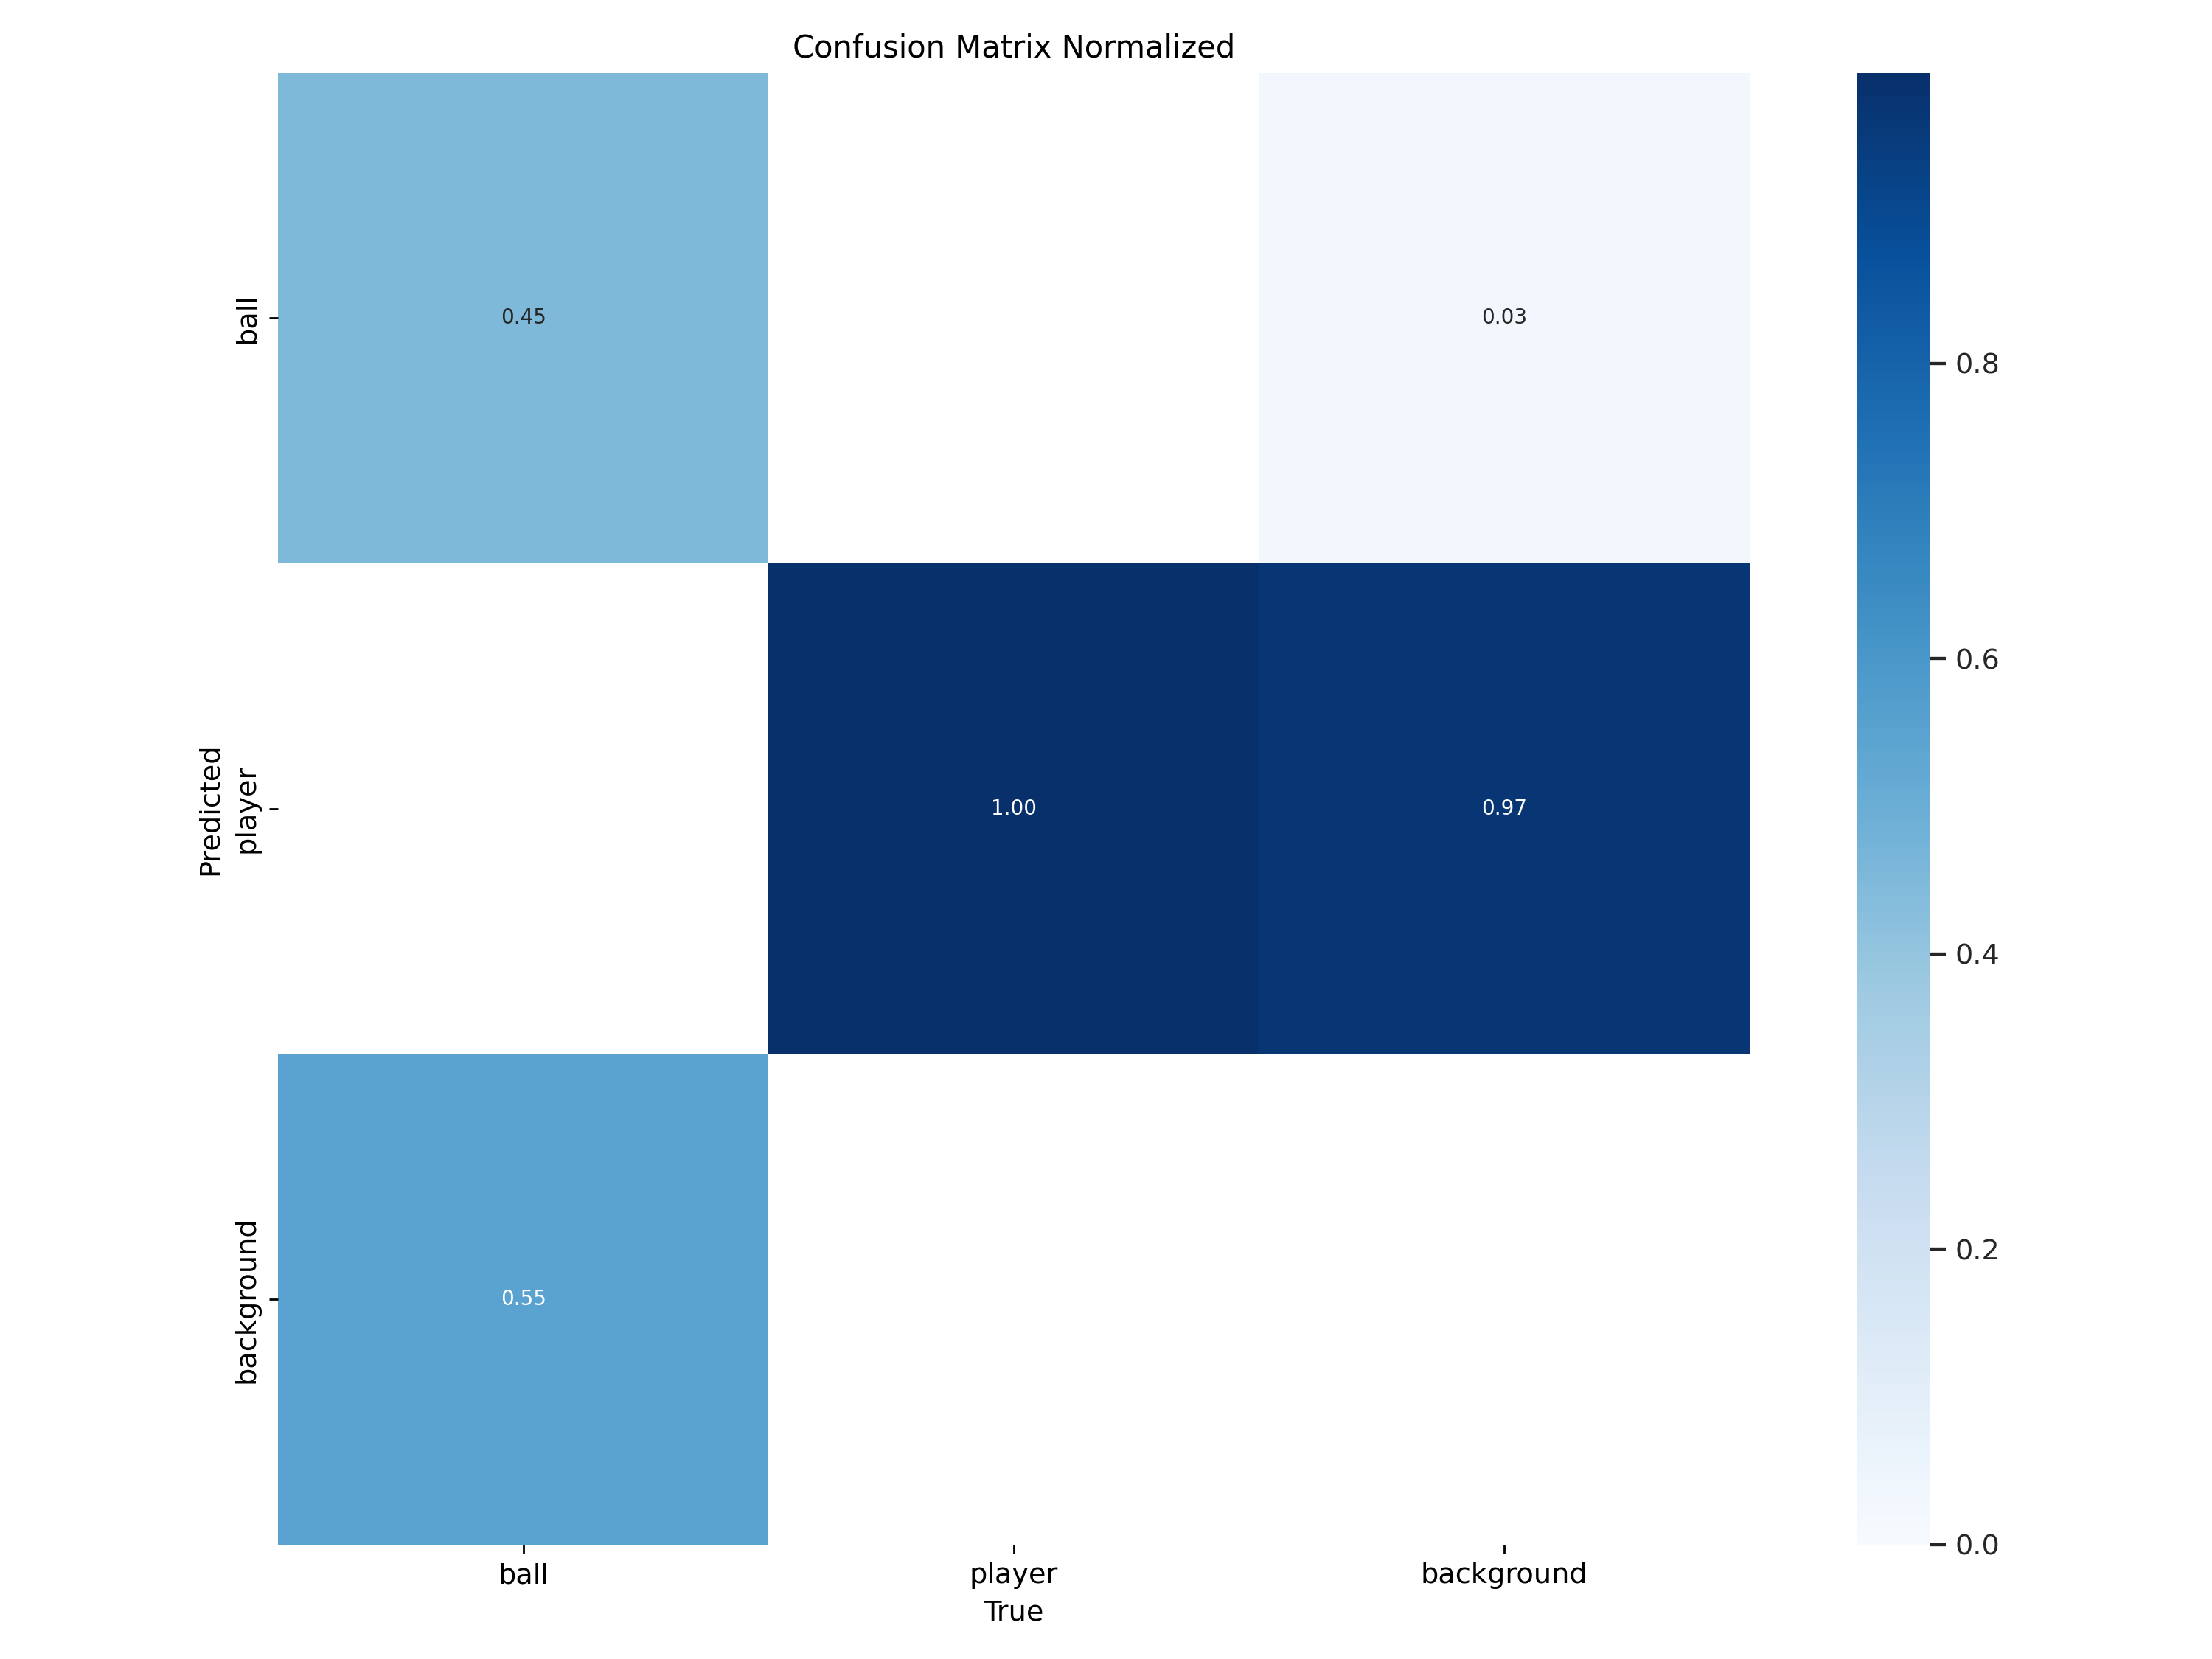 Confusion Matrix Normalized
ball
player
background
Predicted
0.45
0.03
1.00
0.97
0.55
ball
player
background
True
0.8
0.6
0.4
0.2
0.0